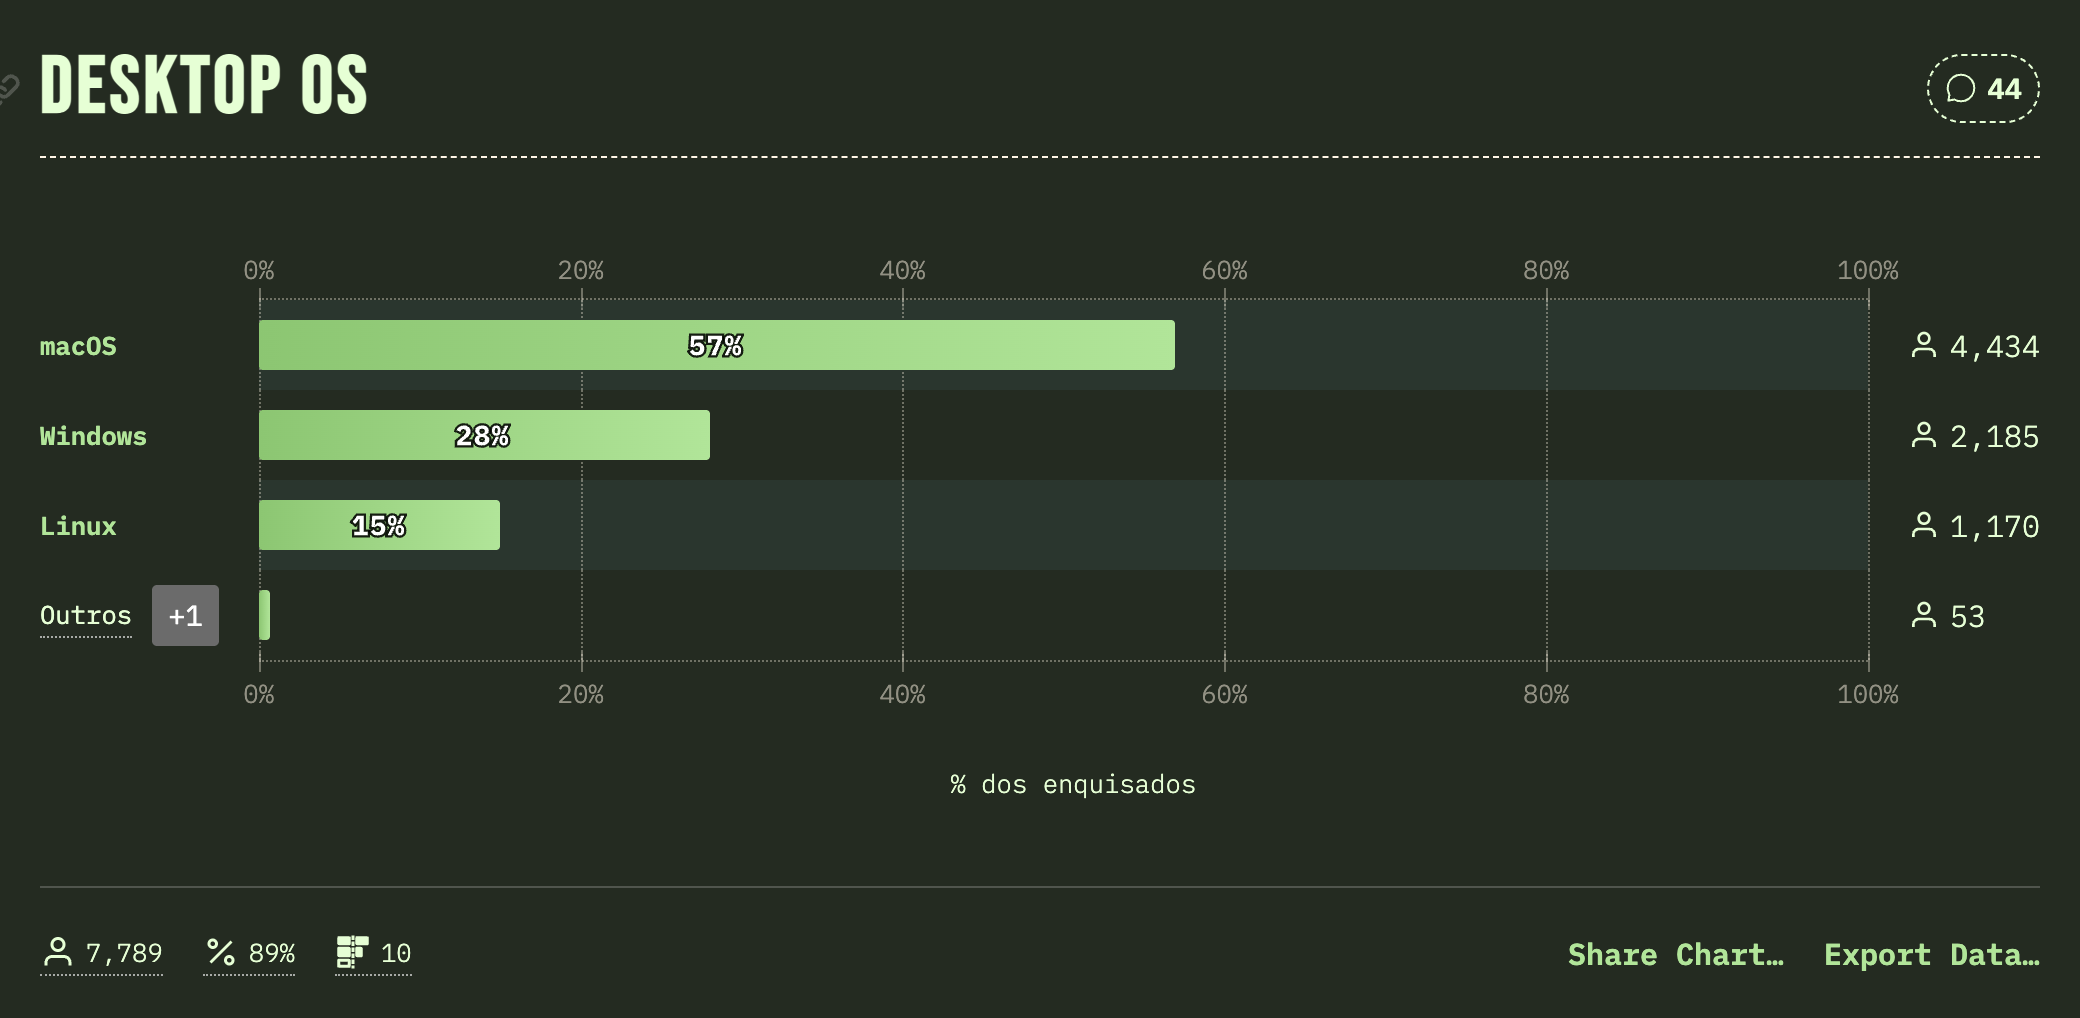 DESKTOP OS
44
0% 20% 40% 60% 80% 100%
macOS 57% 4,434
Windows 28% 2,185
Linux 15% 1,170
Outros +1 53
0% 20% 40% 60% 80% 100%
% dos enquisados
7,789 89% 10 Share Chart… Export Data…